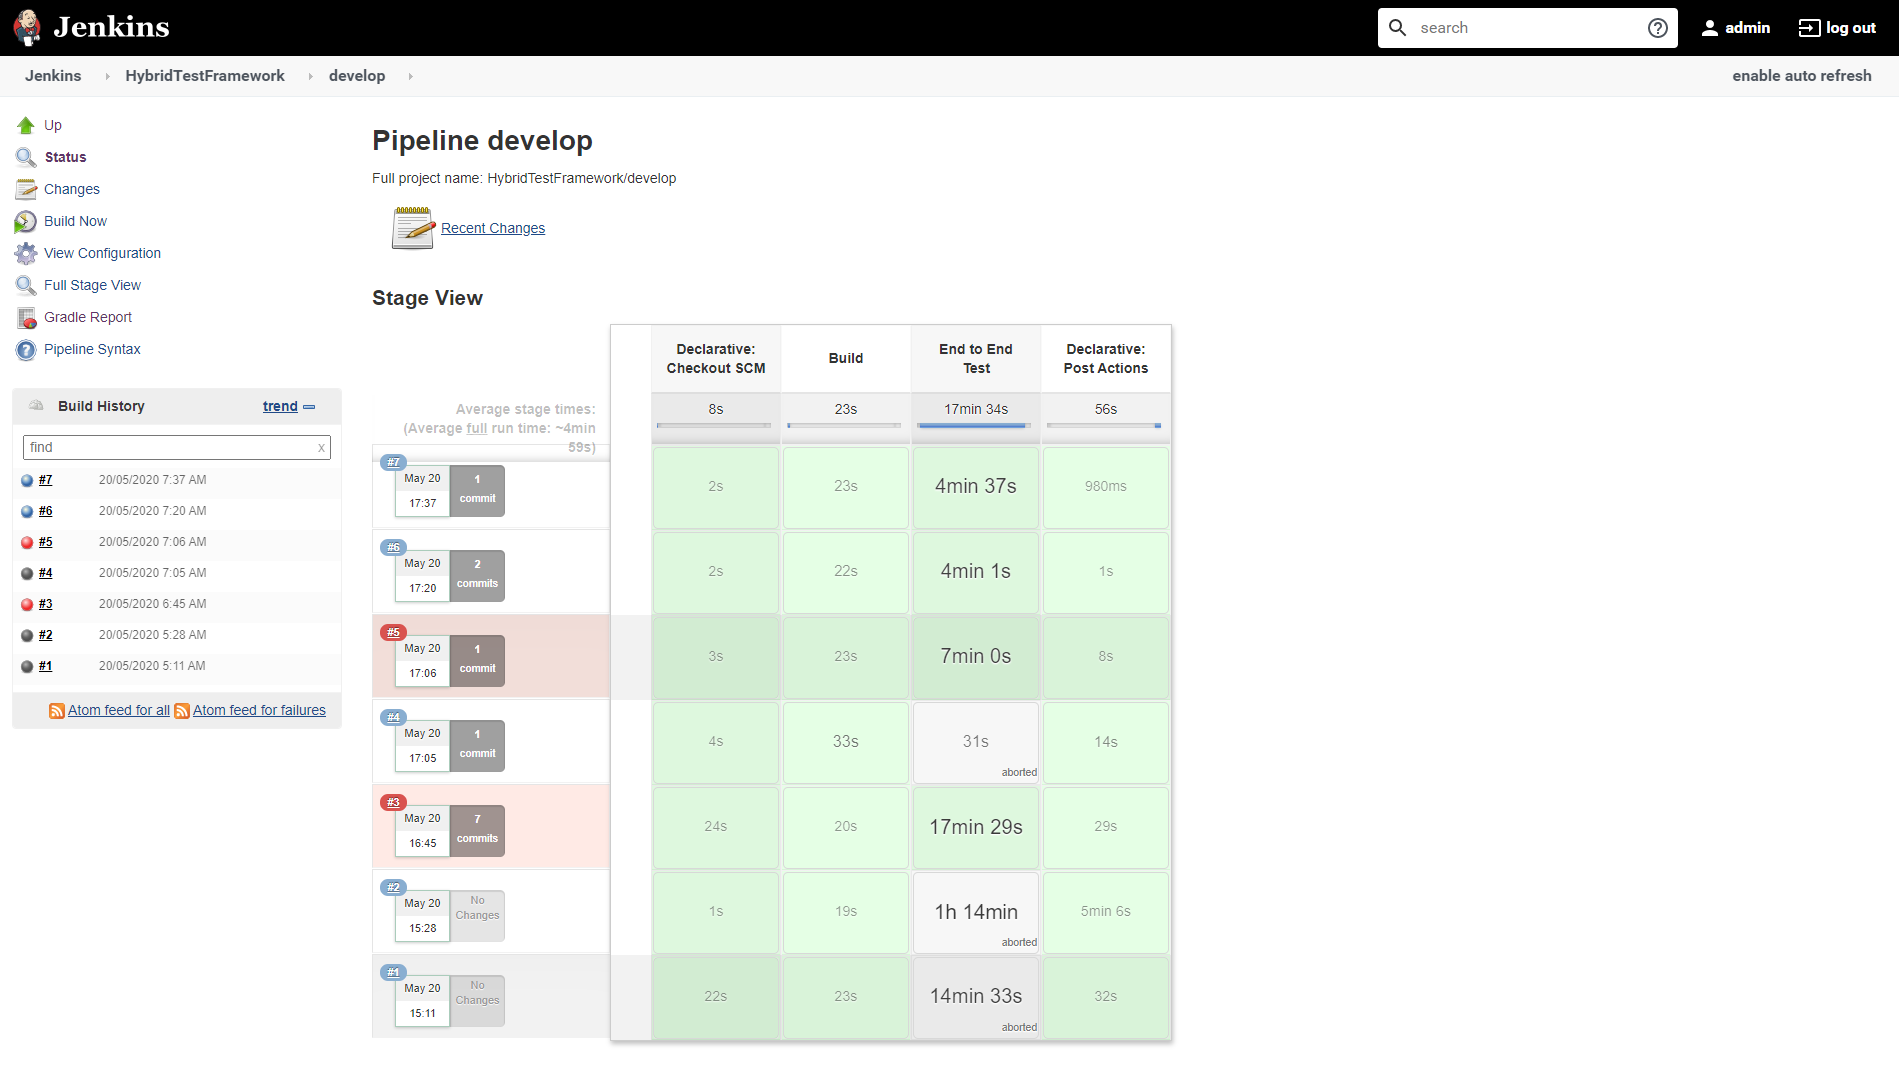 Jenkins
search
admin
log out
Jenkins
HybridTestFramework
develop
enable auto refresh
Up
Status
Changes
Build Now
View Configuration
Full Stage View
Gradle Report
Pipeline Syntax
Build History
trend
find
x
#7 20/05/2020 7:37 AM
#6 20/05/2020 7:20 AM
#5 20/05/2020 7:06 AM
#4 20/05/2020 7:05 AM
#3 20/05/2020 6:45 AM
#2 20/05/2020 5:28 AM
#1 20/05/2020 5:11 AM
Atom feed for all
Atom feed for failures
Pipeline develop
Full project name: HybridTestFramework/develop
Recent Changes
Stage View
Declarative:
Checkout SCM
Build
End to End
Test
Declarative:
Post Actions
Average stage times:
(Average full run time: ~4min
59s)
8s
23s
17min 34s
56s
#7
May 20
17:37
1
commit
2s
23s
4min 37s
980ms
#6
May 20
17:20
2
commits
2s
22s
4min 1s
1s
#5
May 20
17:06
1
commit
3s
23s
7min 0s
8s
#4
May 20
17:05
1
commit
4s
33s
31s
aborted
14s
#3
May 20
16:45
7
commits
24s
20s
17min 29s
29s
#2
May 20
15:28
No
Changes
1s
19s
1h 14min
aborted
5min 6s
#1
May 20
15:11
No
Changes
22s
23s
14min 33s
aborted
32s